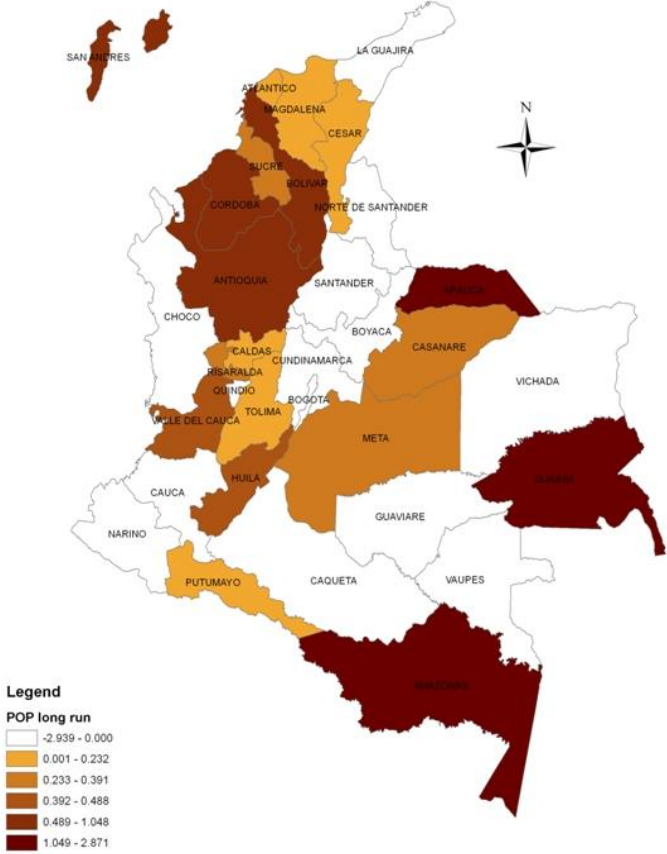 LA GUAJIRA
SAN ANDRES
ATLANTICO
MAGDALENA
N
CESAR
SUCRE
BOLIVAR
CORDOBA
NORTE DE SANTANDER
ANTIOQUIA
SANTANDER
ARAUCA
CHOCO
BOYACA
CASANARE
CALDAS
CUNDINAMARCA
RISARALDA
VICHADA
QUINDIO
BOGOTA
TOLIMA
VALLE DEL CAUCA
META
HUILA
GUAINIA
CAUCA
GUAVIARE
NARINO
PUTUMAYO
CAQUETA
VAUPES
AMAZONAS
Legend
POP long run
-2.939 - 0.000
0.001 - 0.232
0.233 - 0.391
0.392 - 0.488
0.489 - 1.048
1.049 - 2.871